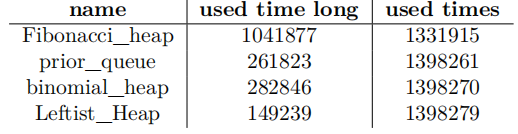 name used time long used times
Fibonacci_heap 1041877 1331915
prior_queue 261823 1398261
binomial_heap 282846 1398270
Leftist_Heap 149239 1398279